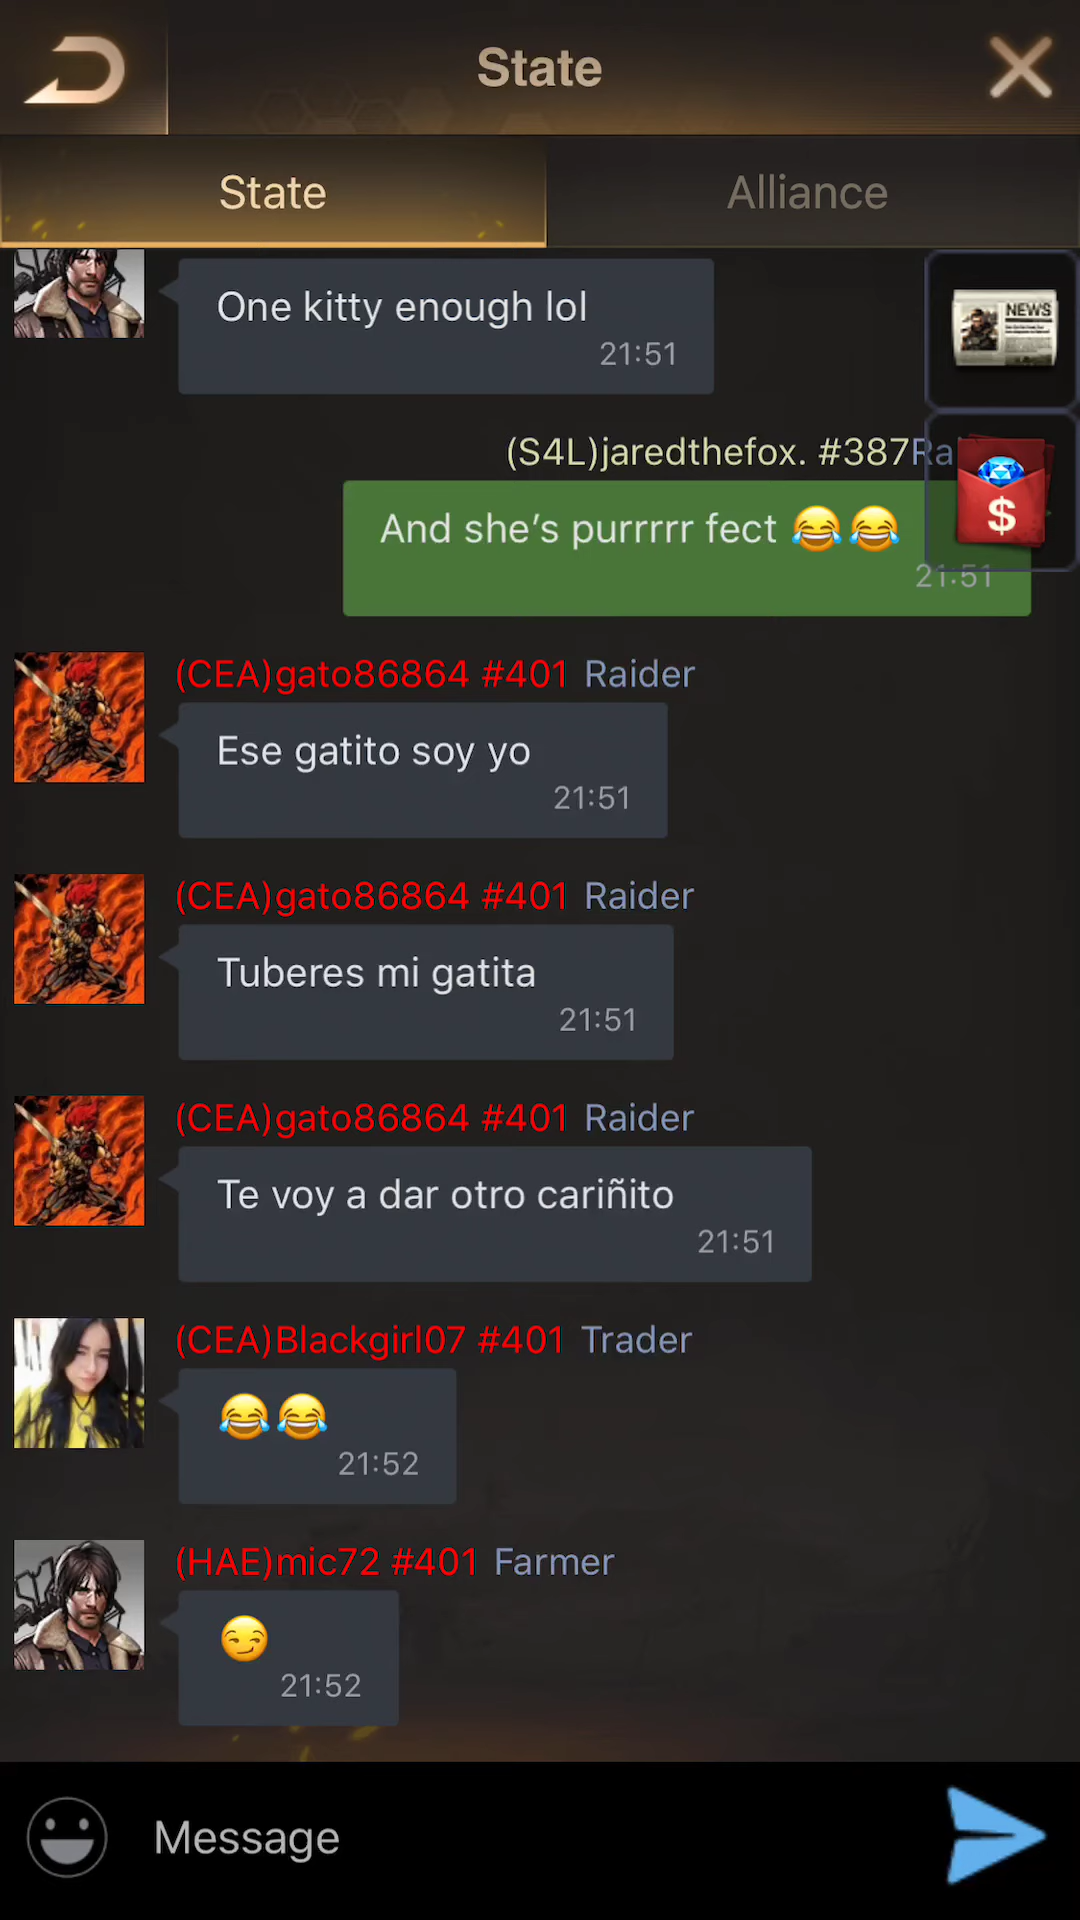 State
State
Alliance
One kitty enough lol
21:51
NEWS
(S4L)jaredthefox. #387
And she's purrrrr fect 😂😂
$
21:51
(CEA)gato86864 #401 Raider
Ese gatito soy yo
21:51
(CEA)gato86864 #401 Raider
Tuberes mi gatita
21:51
(CEA)gato86864 #401 Raider
Te voy a dar otro cariñito
21:51
(CEA)Blackgirl07 #401 Trader
😂😂
21:52
(HAE)mic72 #401 Farmer
😏
21:52
Message